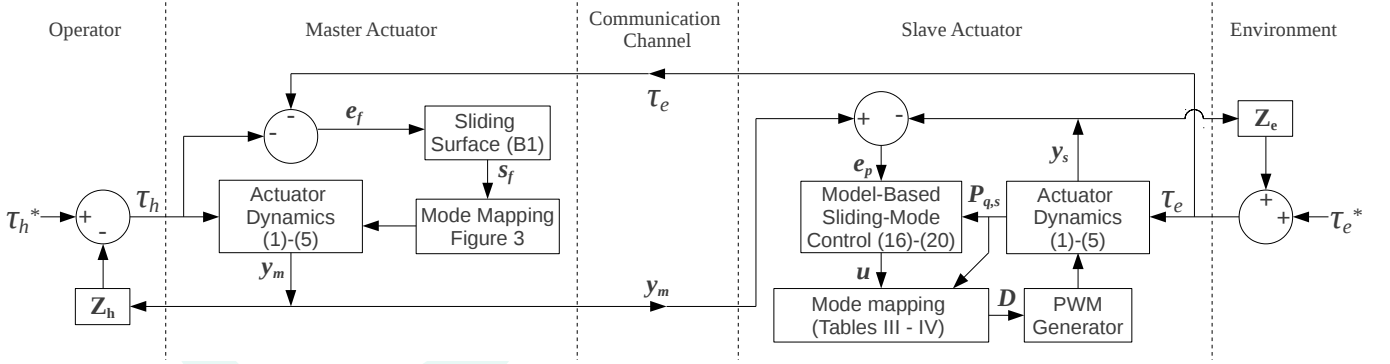 Operator
Master Actuator
Communication
Channel
Slave Actuator
Environment
τe
ef
Sliding
Surface (B1)
sf
Mode Mapping
Figure 3
Actuator
Dynamics
(1)-(5)
τh*
+
-
τh
-
-
ym
Zh
ym
+
-
ep
Model-Based
Sliding-Mode
Control (16)-(20)
Pq,s
u
Mode mapping
(Tables III - IV)
D
PWM
Generator
Actuator
Dynamics
(1)-(5)
ys
τe
Ze
+
+
τe*